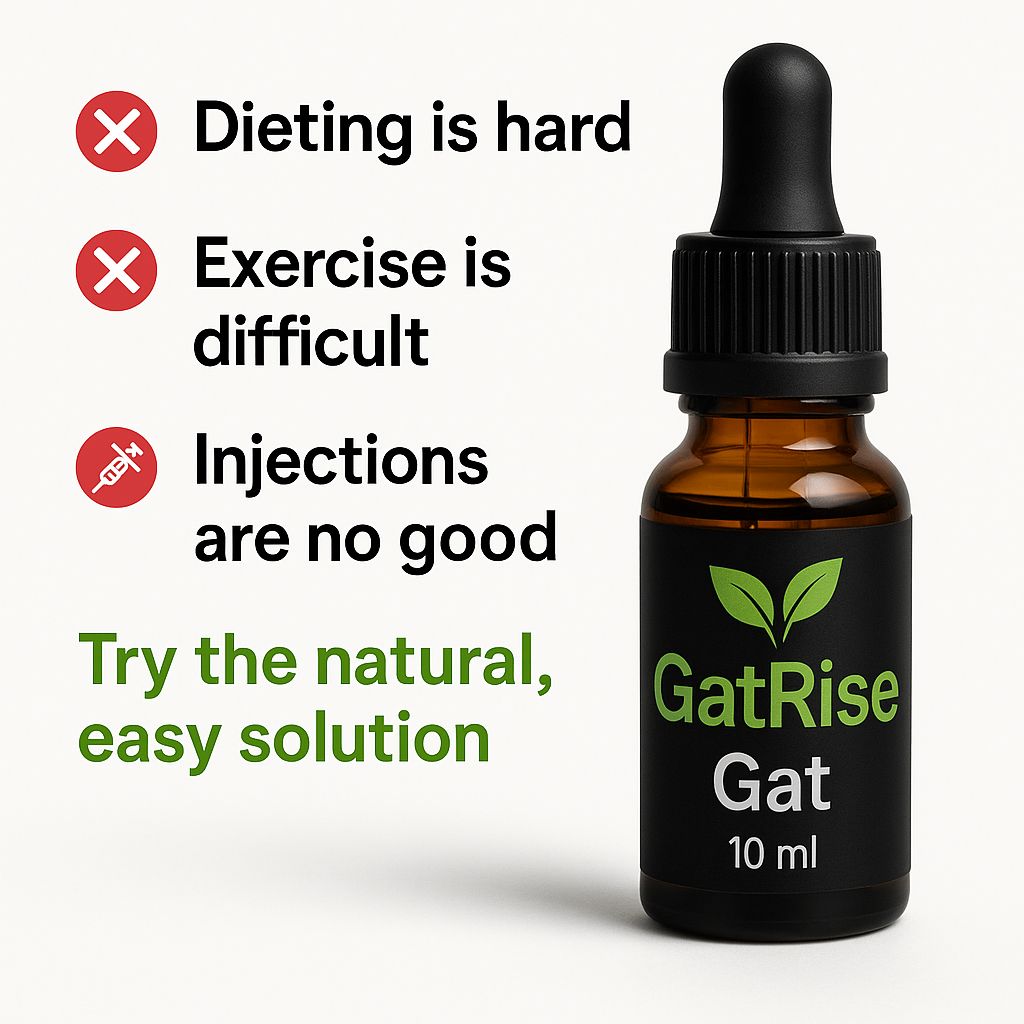 Dieting is hard
Exercise is
difficult
Injections
are no good
Try the natural,
easy solution
GatRise
Gat
10 ml